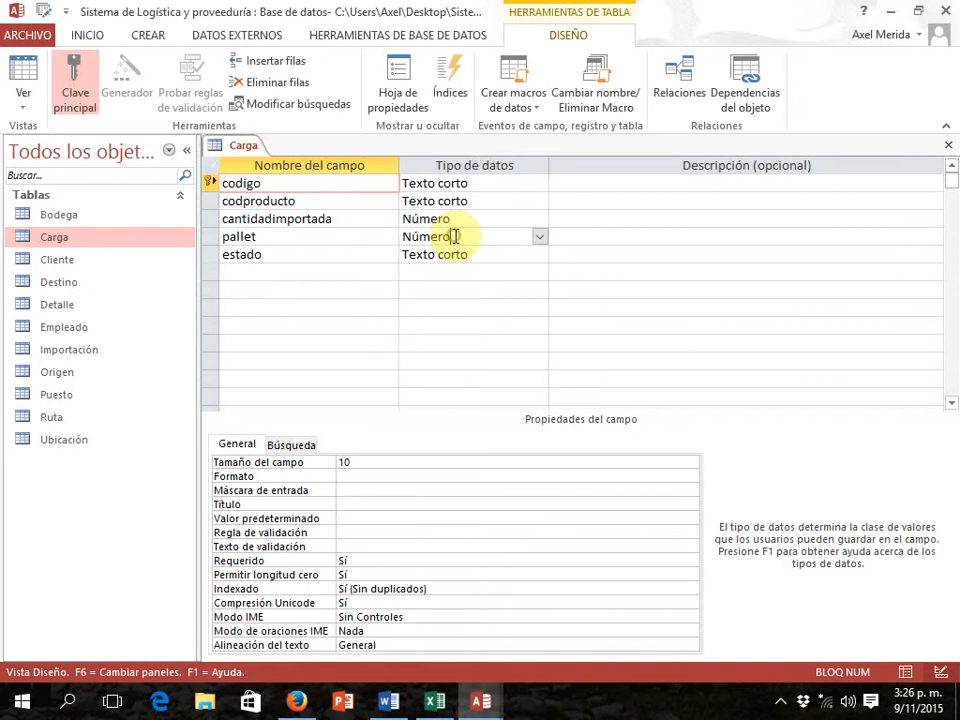 Sistema de Logística y proveeduría : Base de datos- C:\Users\Axel\Desktop\Siste...
HERRAMIENTAS DE TABLA
ARCHIVO INICIO CREAR DATOS EXTERNOS HERRAMIENTAS DE BASE DE DATOS DISEÑO Axel Merida
Ver
Clave principal
Generador
Probar reglas de validación
Insertar filas
Eliminar filas
Modificar búsquedas
Hoja de propiedades
Índices
Crear macros de datos
Cambiar nombre/ Eliminar Macro
Relaciones
Dependencias del objeto
Vistas Herramientas Mostrar u ocultar Eventos de campo, registro y tabla Relaciones
Todos los objet...
Buscar...
Tablas
Bodega
Carga
Cliente
Destino
Detalle
Empleado
Importación
Origen
Puesto
Ruta
Ubicación
Carga
Nombre del campo Tipo de datos Descripción (opcional)
codigo Texto corto
codproducto Texto corto
cantidadimportada Número
pallet Número
estado Texto corto
Propiedades del campo
General Búsqueda
Tamaño del campo 10
Formato
Máscara de entrada
Título
Valor predeterminado
Regla de validación
Texto de validación
Requerido Sí
Permitir longitud cero Sí
Indexado Sí (Sin duplicados)
Compresión Unicode Sí
Modo IME Sin Controles
Modo de oraciones IME Nada
Alineación del texto General
El tipo de datos determina la clase de valores
que los usuarios pueden guardar en el campo.
Presione F1 para obtener ayuda acerca de los
tipos de datos.
Vista Diseño. F6 = Cambiar paneles. F1 = Ayuda. BLOQ NUM
3:26 p. m.
9/11/2015